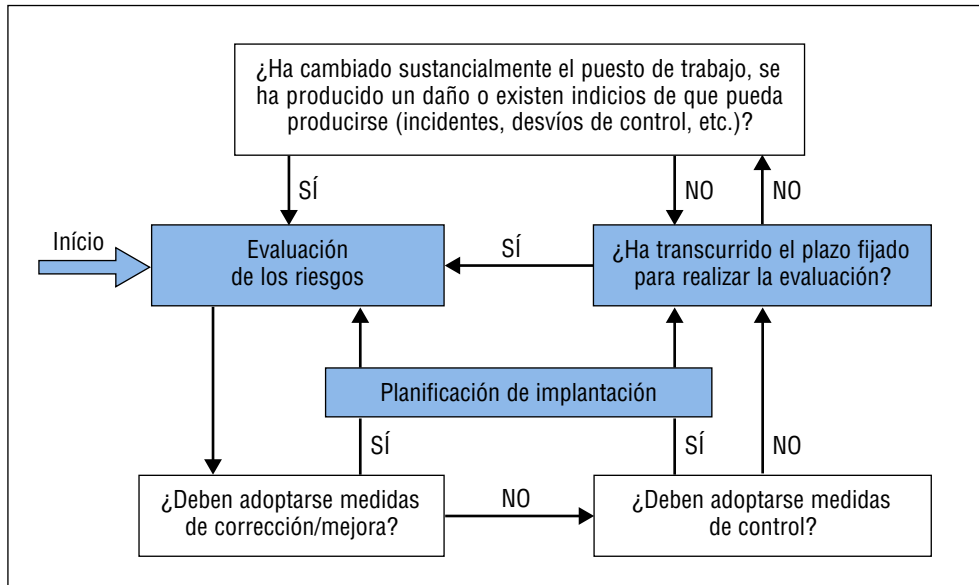 ¿Ha cambiado sustancialmente el puesto de trabajo, se
ha producido un daño o existen indicios de que pueda
producirse (incidentes, desvíos de control, etc.)?
SÍ
NO
NO
Início
Evaluación
de los riesgos
SÍ
¿Ha transcurrido el plazo fijado
para realizar la evaluación?
Planificación de implantación
SÍ
SÍ
NO
¿Deben adoptarse medidas
de corrección/mejora?
NO
¿Deben adoptarse medidas
de control?